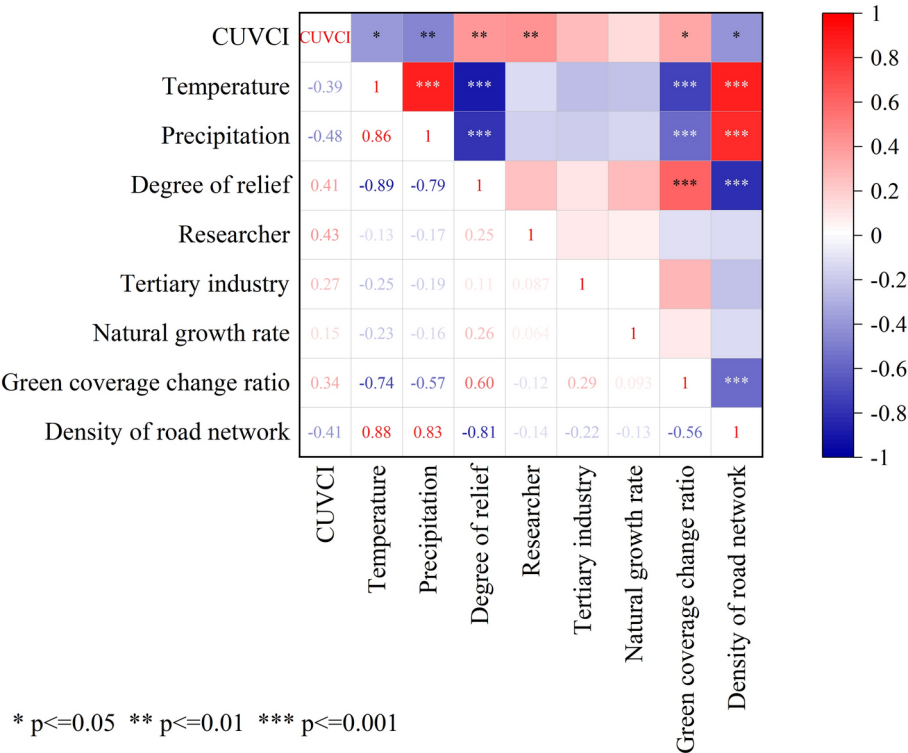 CUVCI CUVCI * ** ** ** * * 1
Temperature -0.39 1 *** *** *** *** 0.8
Precipitation -0.48 0.86 1 *** *** *** 0.6
Degree of relief 0.41 -0.89 -0.79 1 *** *** 0.4
0.2
Researcher 0.43 -0.13 -0.17 0.25 1 0
Tertiary industry 0.27 -0.25 -0.19 0.11 0.087 1 -0.2
Natural growth rate 0.15 -0.23 -0.16 0.26 0.064 1 -0.4
Green coverage change ratio 0.34 -0.74 -0.57 0.60 -0.12 0.29 0.093 1 *** -0.6
-0.8
Density of road network -0.41 0.88 0.83 -0.81 -0.14 -0.22 -0.13 -0.56 1 -1
CUVCI
Temperature
Precipitation
Degree of relief
Researcher
Tertiary industry
Natural growth rate
Green coverage change ratio
Density of road network
* p<=0.05 ** p<=0.01 *** p<=0.001